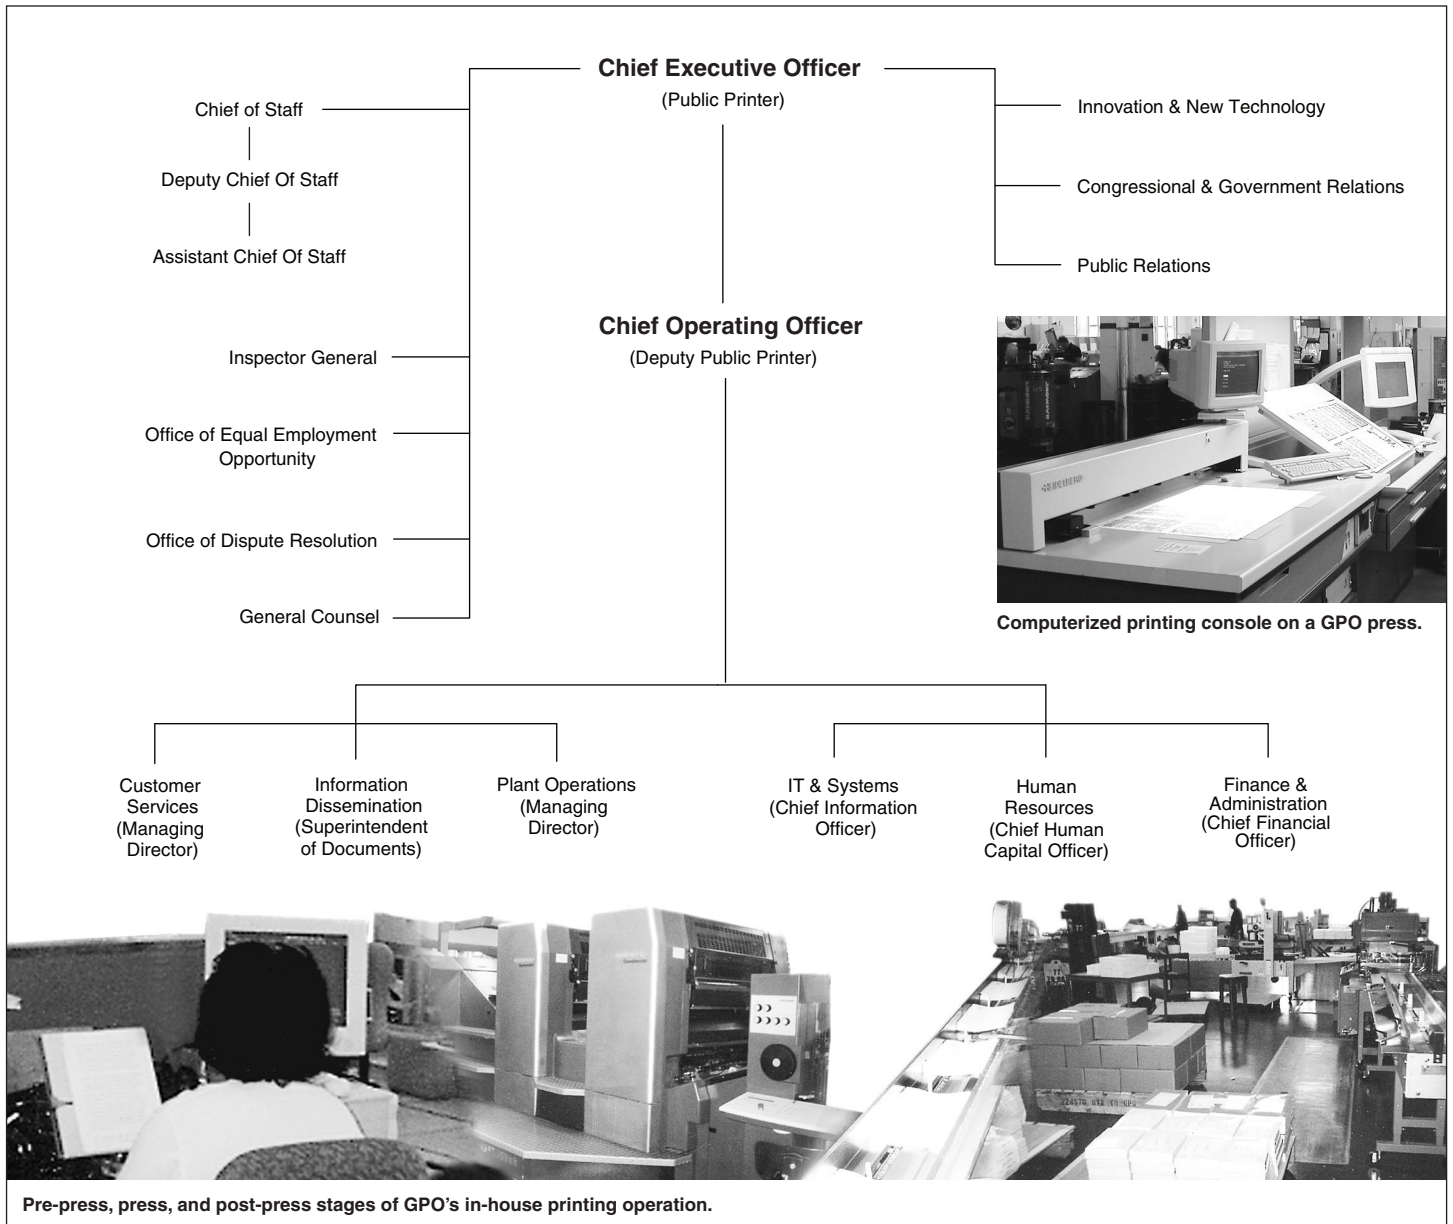 Chief Executive Officer
(Public Printer)
Chief of Staff
Deputy Chief Of Staff
Assistant Chief Of Staff
Innovation & New Technology
Congressional & Government Relations
Public Relations
Chief Operating Officer
(Deputy Public Printer)
Inspector General
Office of Equal Employment
Opportunity
Office of Dispute Resolution
General Counsel
HEIDELBERG
Computerized printing console on a GPO press.
Customer
Services
(Managing
Director)
Information
Dissemination
(Superintendent
of Documents)
Plant Operations
(Managing
Director)
IT & Systems
(Chief Information
Officer)
Human
Resources
(Chief Human
Capital Officer)
Finance &
Administration
(Chief Financial
Officer)
Pre-press, press, and post-press stages of GPO's in-house printing operation.